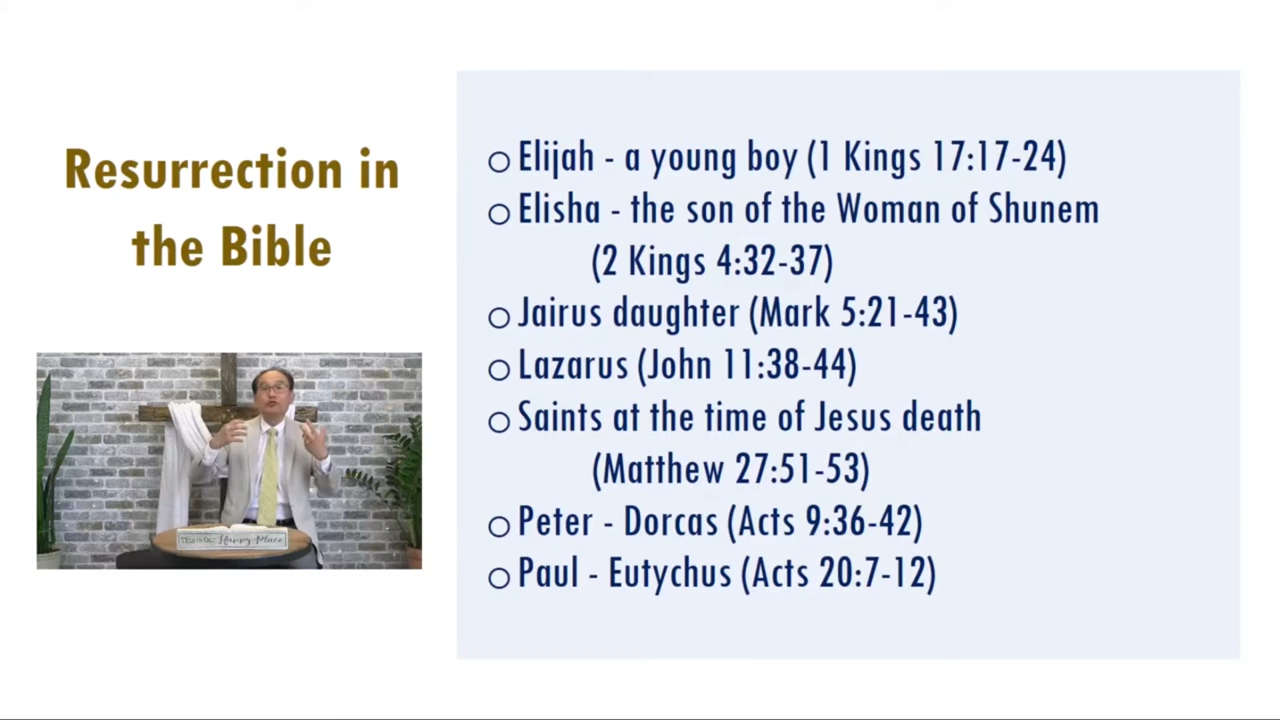 Resurrection in
the Bible
Elijah - a young boy (1 Kings 17:17-24)
Elisha - the son of the Woman of Shunem
(2 Kings 4:32-37)
Jairus daughter (Mark 5:21-43)
Lazarus (John 11:38-44)
Saints at the time of Jesus death
(Matthew 27:51-53)
Peter - Dorcas (Acts 9:36-42)
Paul - Eutychus (Acts 20:7-12)
Happy Place